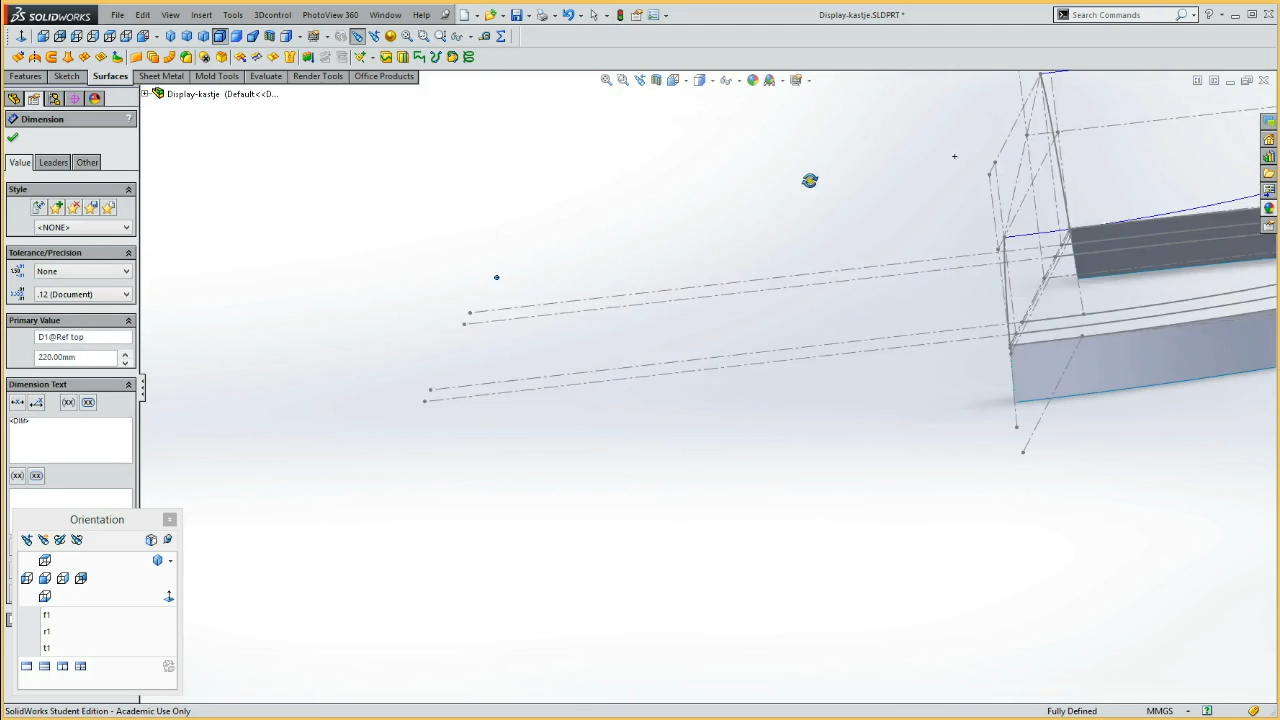 SOLIDWORKS File Edit View Insert Tools 3Dcontrol PhotoView 360 Window Help Display-kastje.SLDPRT * Search Commands
Features Sketch Surfaces Sheet Metal Mold Tools Evaluate Render Tools Office Products
Display-kastje (Default<<D...
Dimension
Value Leaders Other
Style
<NONE>
Tolerance/Precision
None
.12 (Document)
Primary Value
D1@Ref top
220.00mm
Dimension Text
<DIM>
Orientation
f1
r1
t1
SolidWorks Student Edition - Academic Use Only Fully Defined MMGS